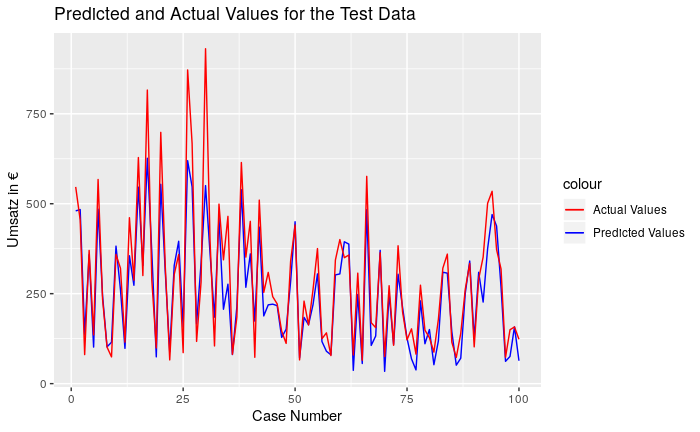 Predicted and Actual Values for the Test Data
Umsatz in €
750
500
250
0
0
25
50
75
100
Case Number
colour
Actual Values
Predicted Values